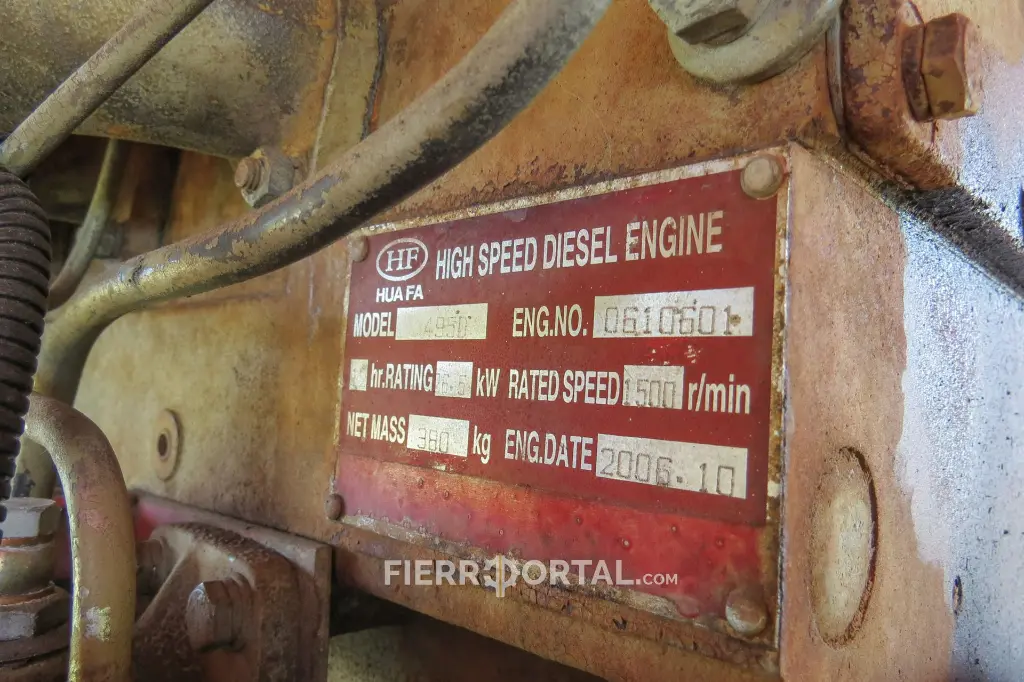 HF HIGH SPEED DIESEL ENGINE
HUA FA
MODEL ENG.NO. 0610601
hr.RATING kW RATED SPEED 1500 r/min
NET MASS 380 kg ENG.DATE 2006.10
FIERROPORTAL.COM